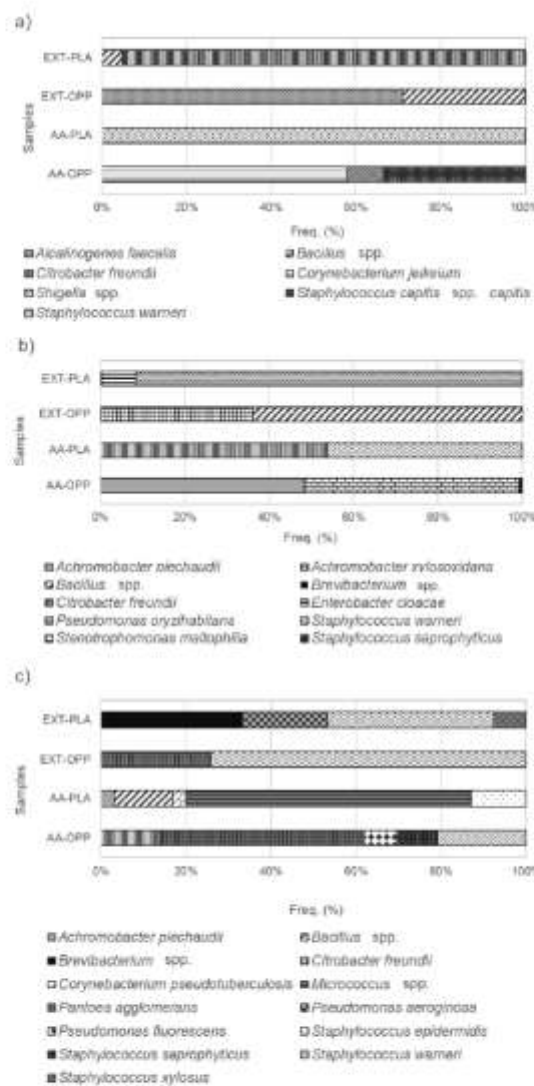 a)
EXT-PLA
EXT-OPP
AA-PLA
AA-OPP
Samples
0% 20% 40% 60% 80% 100%
Freq. (%)
Alcalinogenes faecalis Bacillus spp.
Citrobacter freundii Corynebacterium jeikeium
Shigella spp. Staphylococcus capitis spp. capitis
Staphylococcus warneri
b)
EXT-PLA
EXT-OPP
AA-PLA
AA-OPP
Samples
0% 20% 40% 60% 80% 100%
Freq. (%)
Achromobacter piechaudii Achromobacter xylosoxidans
Bacillus spp. Brevibacterium spp.
Citrobacter freundii Enterobacter cloacae
Pseudomonas oryzihabitans Staphylococcus warneri
Stenotrophomonas maltophilia Staphylococcus saprophyticus
c)
EXT-PLA
EXT-OPP
AA-PLA
AA-OPP
Samples
0% 20% 40% 60% 80% 100%
Freq. (%)
Achromobacter piechaudii Bacillus spp.
Brevibacterium spp. Citrobacter freundii
Corynebacterium pseudotuberculosis Micrococcus spp.
Pantoea agglomerans Pseudomonas aeroginosa
Pseudomonas fluorescens Staphylococcus epidermidis
Staphylococcus saprophyticus Staphylococcus warneri
Staphylococcus xylosus